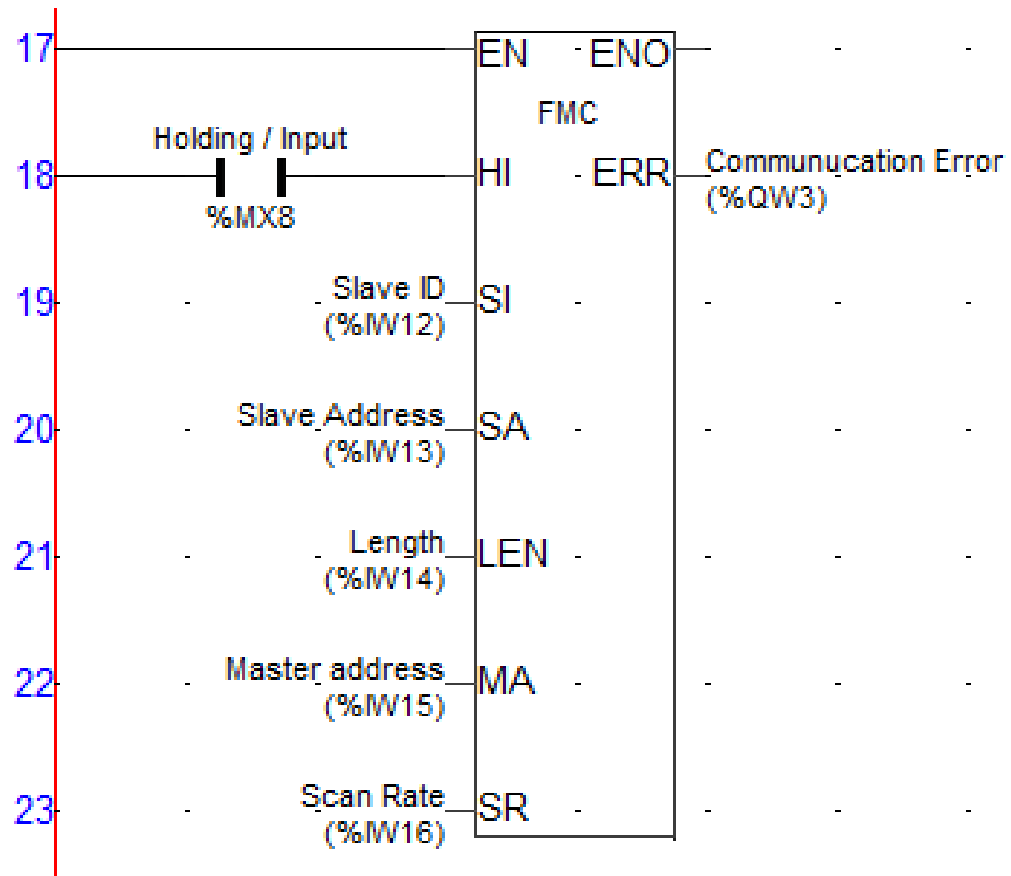 17
EN
ENO
FMC
Holding / Input
18
HI
ERR
Communucation Error
%MX8
(%QW3)
19
Slave ID
SI
(%IW12)
20
Slave Address
SA
(%IW13)
21
Length
LEN
(%IW14)
22
Master address
MA
(%IW15)
23
Scan Rate
SR
(%IW16)